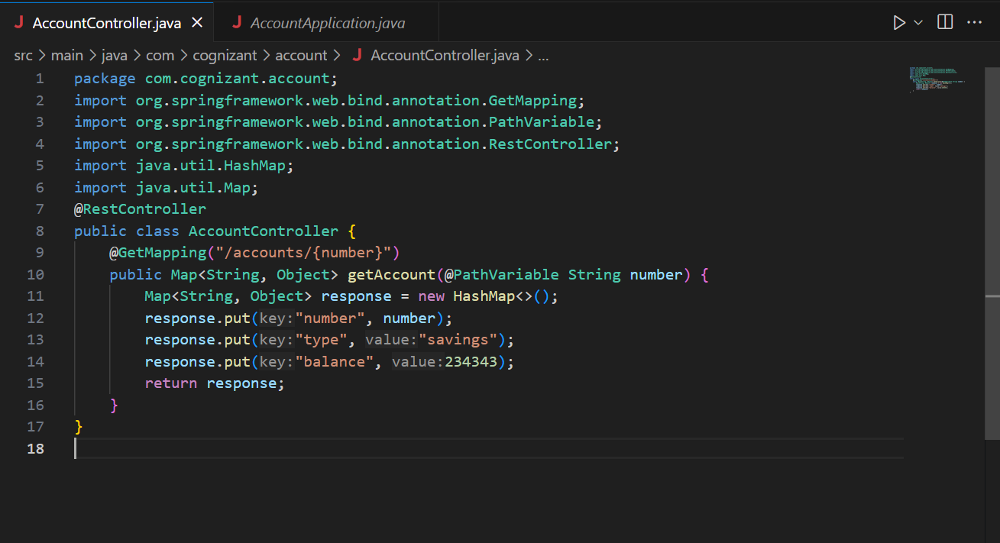 AccountController.java
AccountApplication.java
src > main > java > com > cognizant > account > AccountController.java > ...
1 package com.cognizant.account;
2 import org.springframework.web.bind.annotation.GetMapping;
3 import org.springframework.web.bind.annotation.PathVariable;
4 import org.springframework.web.bind.annotation.RestController;
5 import java.util.HashMap;
6 import java.util.Map;
7 @RestController
8 public class AccountController {
9     @GetMapping("/accounts/{number}")
10     public Map<String, Object> getAccount(@PathVariable String number) {
11         Map<String, Object> response = new HashMap<>();
12         response.put(key:"number", number);
13         response.put(key:"type", value:"savings");
14         response.put(key:"balance", value:234343);
15         return response;
16     }
17 }
18